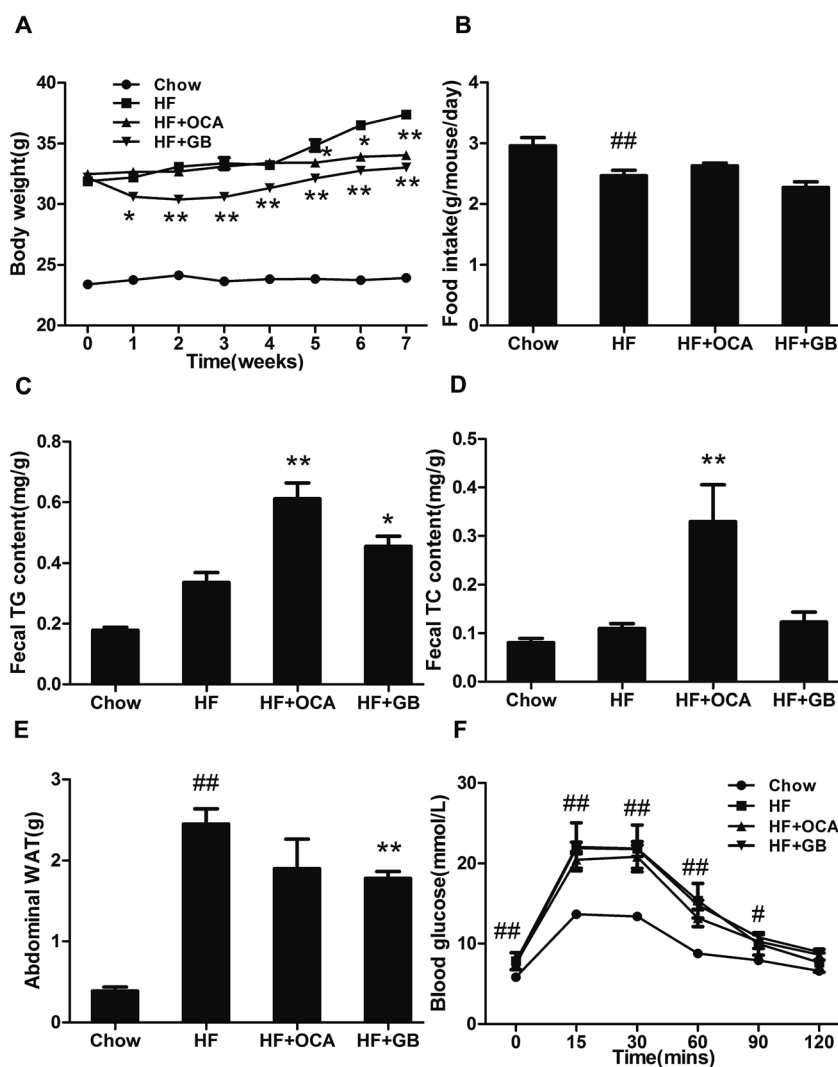 A
Chow
HF
HF+OCA
HF+GB
Body weight(g)
40
35
30
25
20
*
*
**
*
**
**
**
**
**
**
0 1 2 3 4 5 6 7
Time(weeks)
B
Food intake(g/mouse/day)
4
3
2
1
0
##
Chow HF HF+OCA HF+GB
C
Fecal TG content(mg/g)
0.8
0.6
0.4
0.2
0.0
**
*
Chow HF HF+OCA HF+GB
D
Fecal TC content(mg/g)
0.5
0.4
0.3
0.2
0.1
0.0
**
Chow HF HF+OCA HF+GB
E
Abdominal WAT(g)
3
2
1
0
##
**
Chow HF HF+OCA HF+GB
F
Blood glucose(mmol/L)
30
20
10
0
##
##
##
##
#
Chow
HF
HF+OCA
HF+GB
0 15 30 60 90 120
Time(mins)